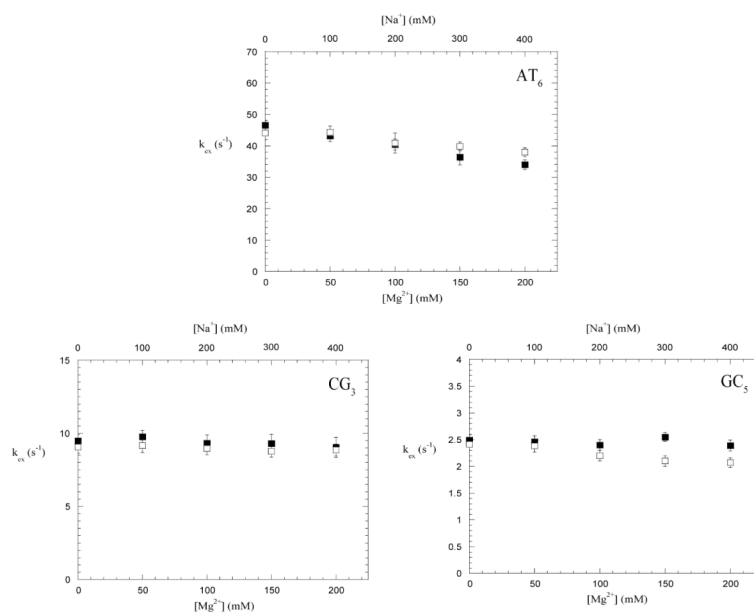 [Na⁺] (mM)
0 100 200 300 400
70
60
50
40
30
20
10
0
AT₆
kₑₓ (s⁻¹)
0 50 100 150 200
[Mg²⁺] (mM)
[Na⁺] (mM)
0 100 200 300 400
15
10
5
0
CG₃
kₑₓ (s⁻¹)
0 50 100 150 200
[Mg²⁺] (mM)
[Na⁺] (mM)
0 100 200 300 400
4
3.5
3
2.5
2
1.5
1
0.5
0
GC₅
kₑₓ (s⁻¹)
0 50 100 150 200
[Mg²⁺] (mM)